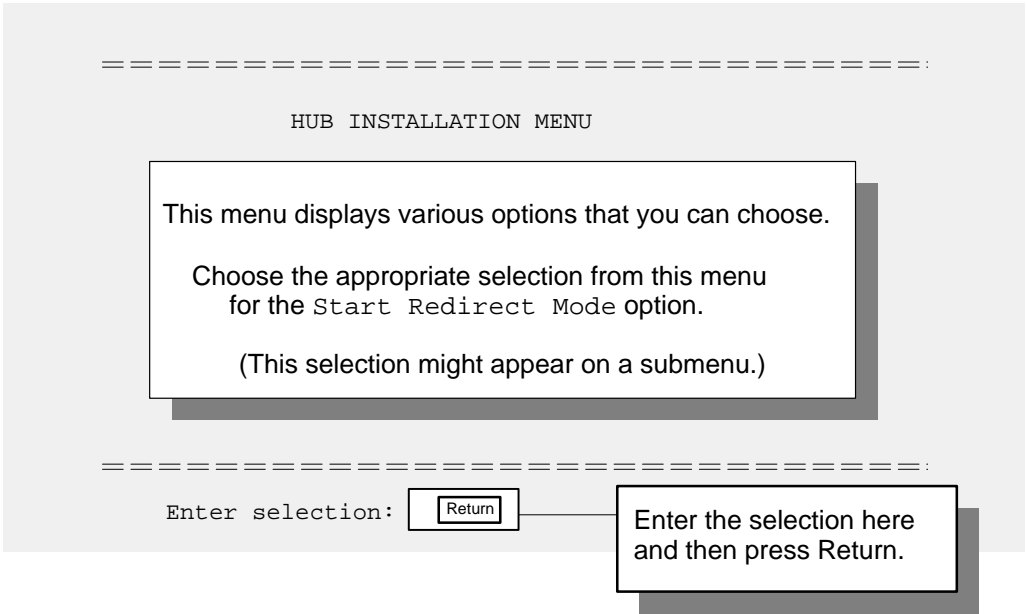 =============================
HUB INSTALLATION MENU
This menu displays various options that you can choose.
Choose the appropriate selection from this menu
for the Start Redirect Mode option.
(This selection might appear on a submenu.)
=============================
Enter selection: Return
Enter the selection here
and then press Return.